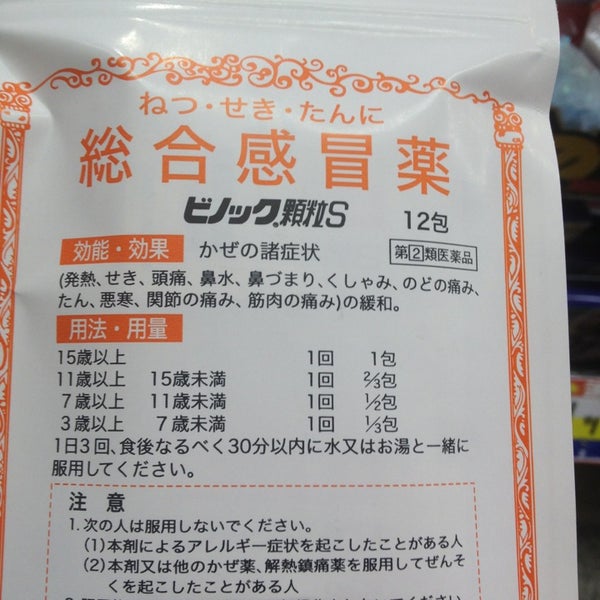 ねつ・せき・たんに
総合感冒薬
ピノック®顆粒S 12包
効能・効果 かぜの諸症状 指②類医薬品
(発熱、せき、頭痛、鼻水、鼻づまり、くしゃみ、のどの痛み、
たん、悪寒、関節の痛み、筋肉の痛み)の緩和。
用法・用量
15歳以上 1回 1包
11歳以上 15歳未満 1回 2/3包
7歳以上 11歳未満 1回 1/2包
3歳以上 7歳未満 1回 1/3包
1日3回、食後なるべく30分以内に水又はお湯と一緒に
服用してください。
注意
1.次の人は服用しないでください。
(1)本剤によるアレルギー症状を起こしたことがある人
(2)本剤又は他のかぜ薬、解熱鎮痛薬を服用してぜんそ
くを起こしたことがある人